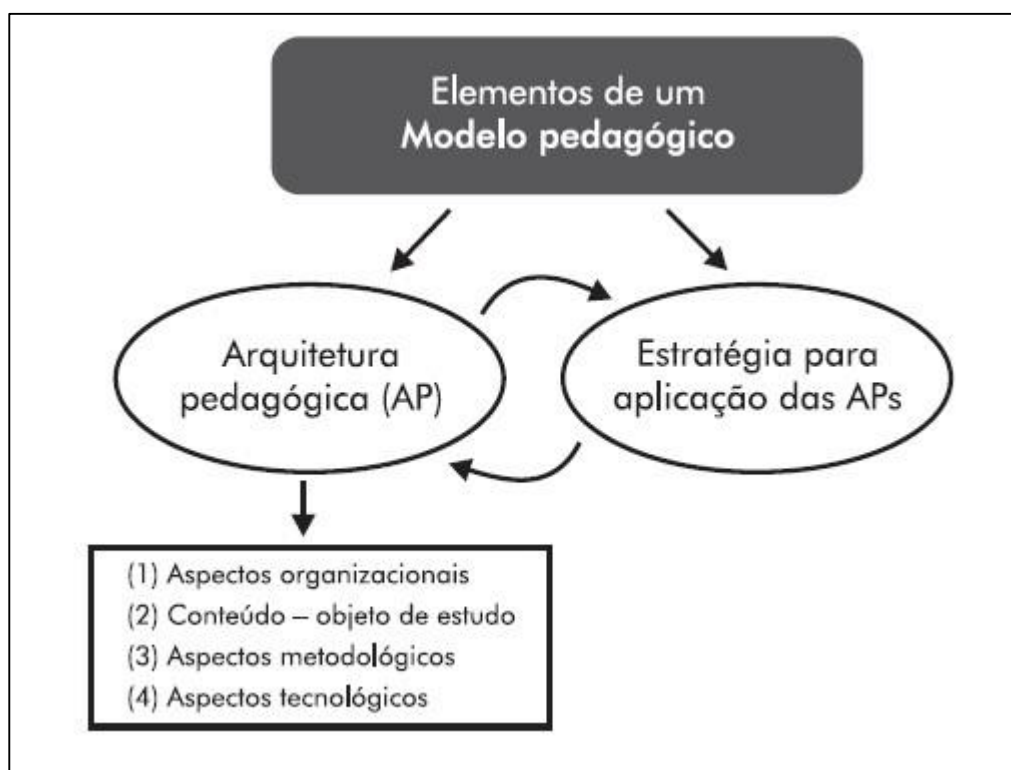 Elementos de um
Modelo pedagógico
Arquitetura
pedagógica (AP)
Estratégia para
aplicação das APs
(1) Aspectos organizacionais
(2) Conteúdo – objeto de estudo
(3) Aspectos metodológicos
(4) Aspectos tecnológicos